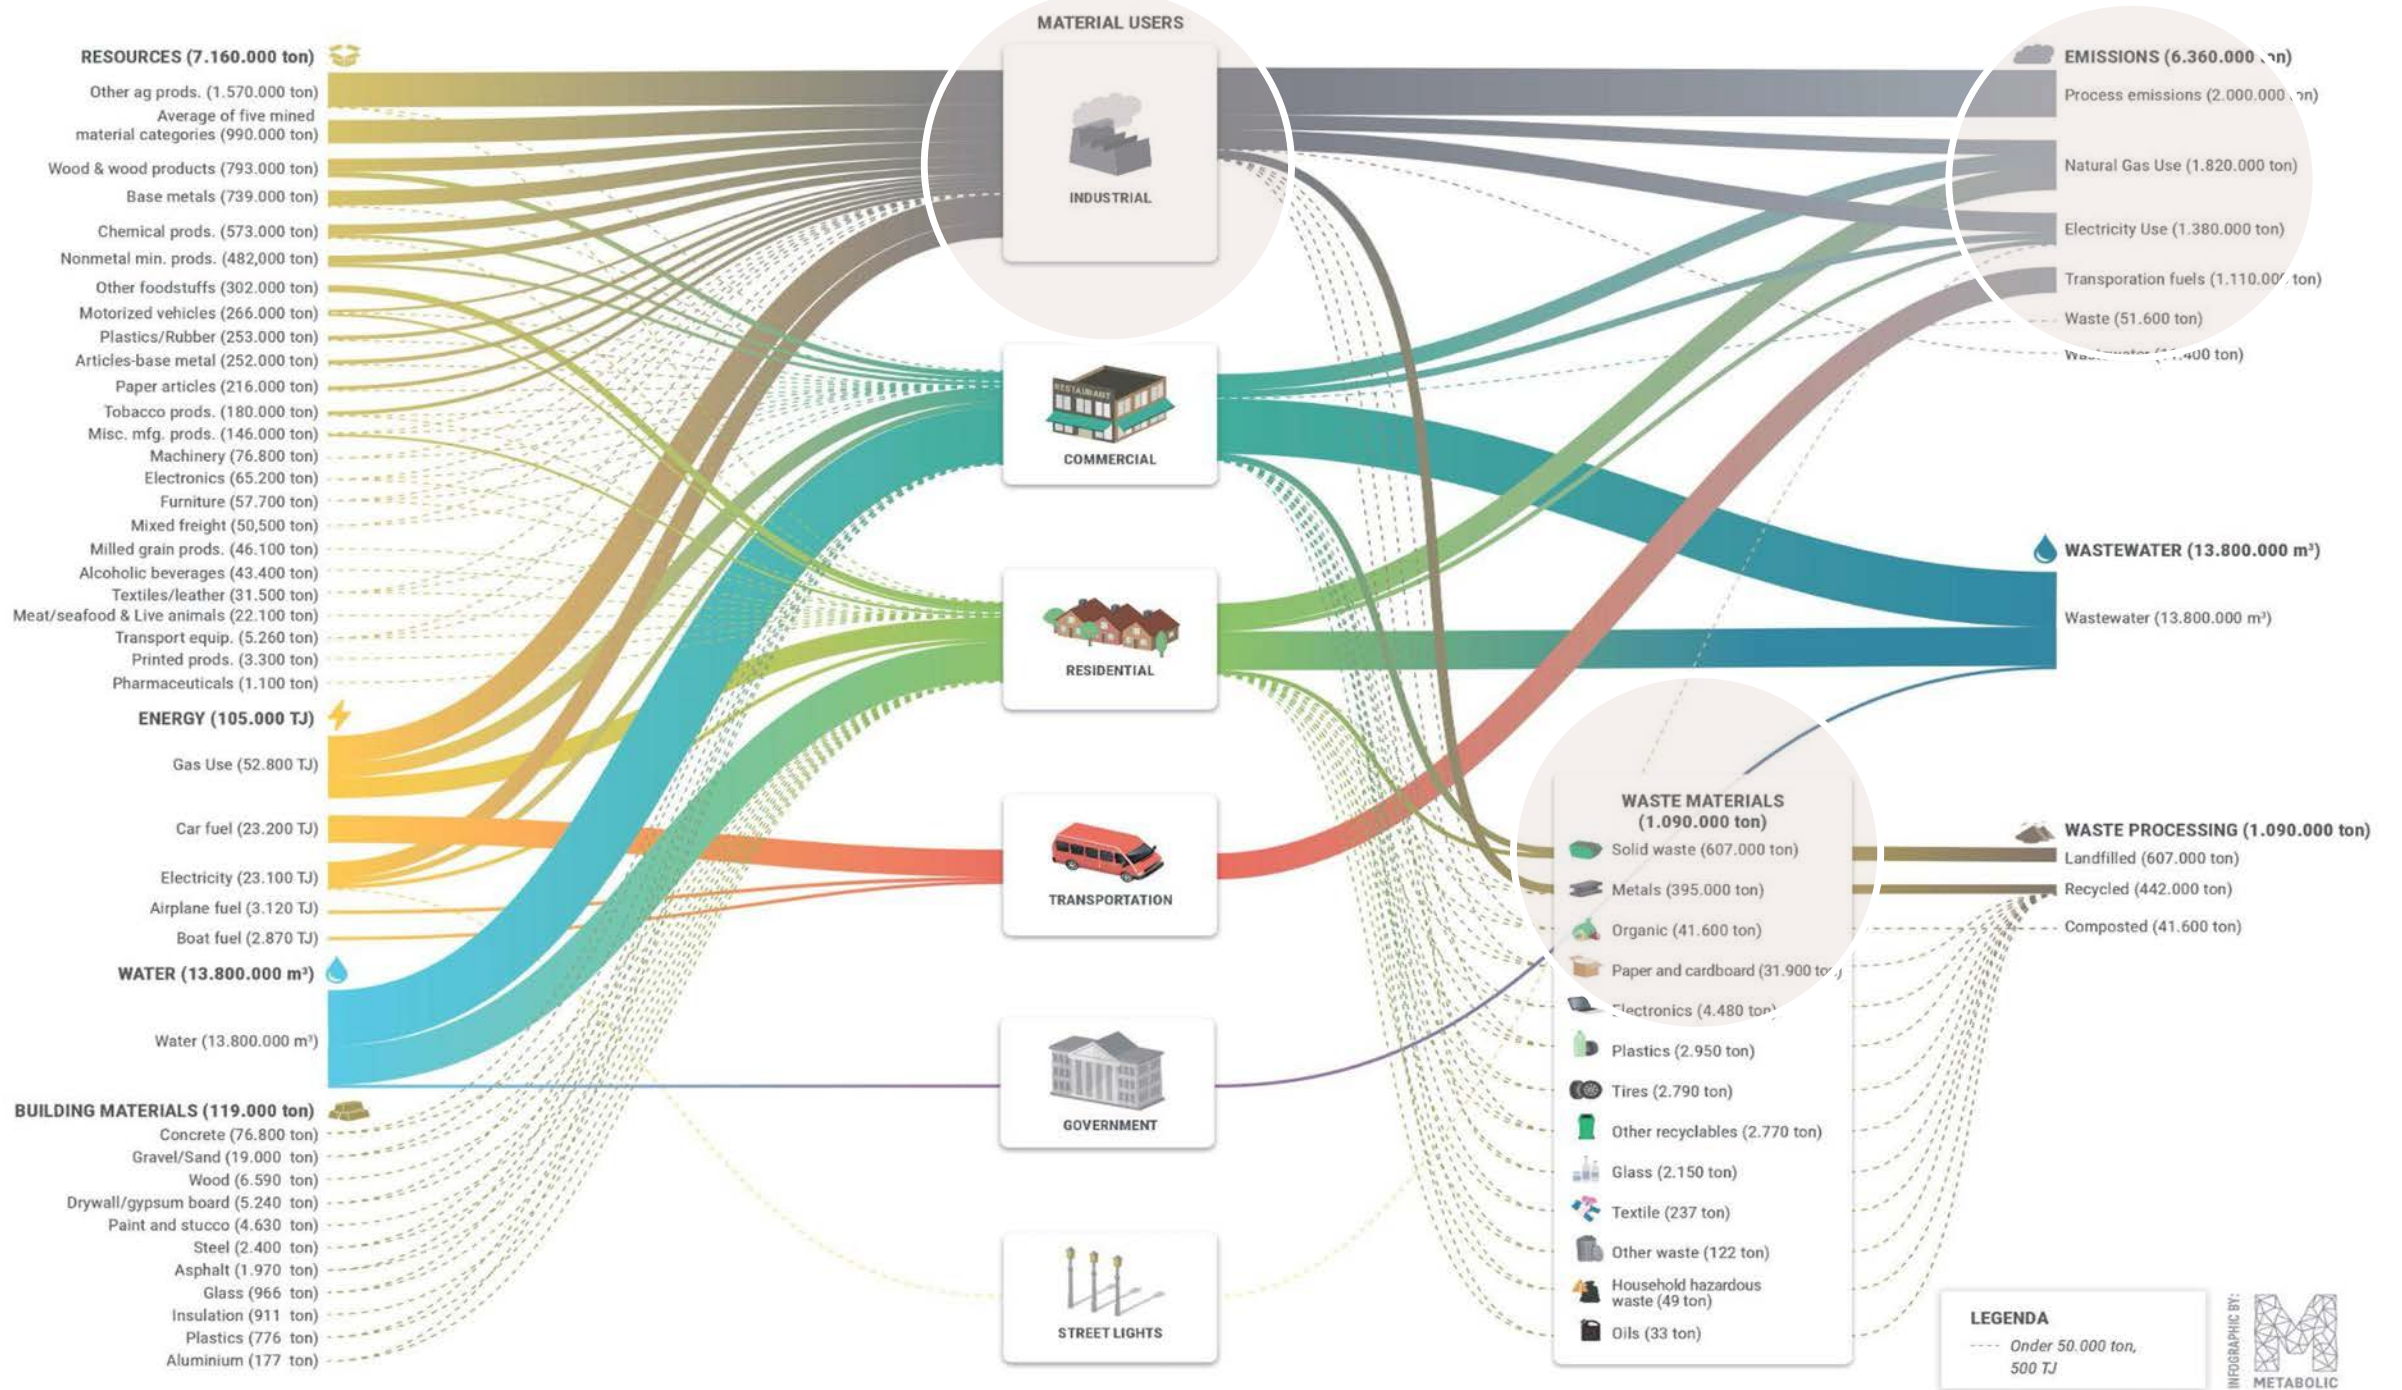 MATERIAL USERS
RESOURCES (7.160.000 ton)
Other ag prods. (1.570.000 ton)
Average of five mined
material categories (990.000 ton)
Wood & wood products (793.000 ton)
Base metals (739.000 ton)
Chemical prods. (573.000 ton)
Nonmetal min. prods. (482,000 ton)
Other foodstuffs (302.000 ton)
Motorized vehicles (266.000 ton)
Plastics/Rubber (253.000 ton)
Articles-base metal (252.000 ton)
Paper articles (216.000 ton)
Tobacco prods. (180.000 ton)
Misc. mfg. prods. (146.000 ton)
Machinery (76.800 ton)
Electronics (65.200 ton)
Furniture (57.700 ton)
Mixed freight (50,500 ton)
Milled grain prods. (46.100 ton)
Alcoholic beverages (43.400 ton)
Textiles/leather (31.500 ton)
Meat/seafood & Live animals (22.100 ton)
Transport equip. (5.260 ton)
Printed prods. (3.300 ton)
Pharmaceuticals (1.100 ton)
ENERGY (105.000 TJ)
Gas Use (52.800 TJ)
Car fuel (23.200 TJ)
Electricity (23.100 TJ)
Airplane fuel (3.120 TJ)
Boat fuel (2.870 TJ)
WATER (13.800.000 m³)
Water (13.800.000 m³)
BUILDING MATERIALS (119.000 ton)
Concrete (76.800 ton)
Gravel/Sand (19.000 ton)
Wood (6.590 ton)
Drywall/gypsum board (5.240 ton)
Paint and stucco (4.630 ton)
Steel (2.400 ton)
Asphalt (1.970 ton)
Glass (966 ton)
Insulation (911 ton)
Plastics (776 ton)
Aluminium (177 ton)
INDUSTRIAL
RESTAURANT
COMMERCIAL
RESIDENTIAL
TRANSPORTATION
GOVERNMENT
STREET LIGHTS
WASTE MATERIALS
(1.090.000 ton)
Solid waste (607.000 ton)
Metals (395.000 ton)
Organic (41.600 ton)
Paper and cardboard (31.900 ton)
Electronics (4.480 ton)
Plastics (2.950 ton)
Tires (2.790 ton)
Other recyclables (2.770 ton)
Glass (2.150 ton)
Textile (237 ton)
Other waste (122 ton)
Household hazardous
waste (49 ton)
Oils (33 ton)
EMISSIONS (6.360.000 ton)
Process emissions (2.000.000 ton)
Natural Gas Use (1.820.000 ton)
Electricity Use (1.380.000 ton)
Transporation fuels (1.110.000 ton)
Waste (51.600 ton)
Wastewater ton)
WASTEWATER (13.800.000 m³)
Wastewater (13.800.000 m³)
WASTE PROCESSING (1.090.000 ton)
Landfilled (607.000 ton)
Recycled (442.000 ton)
Composted (41.600 ton)
LEGENDA
Onder 50.000 ton,
500 TJ
INFOGRAPHIC BY:
METABOLIC